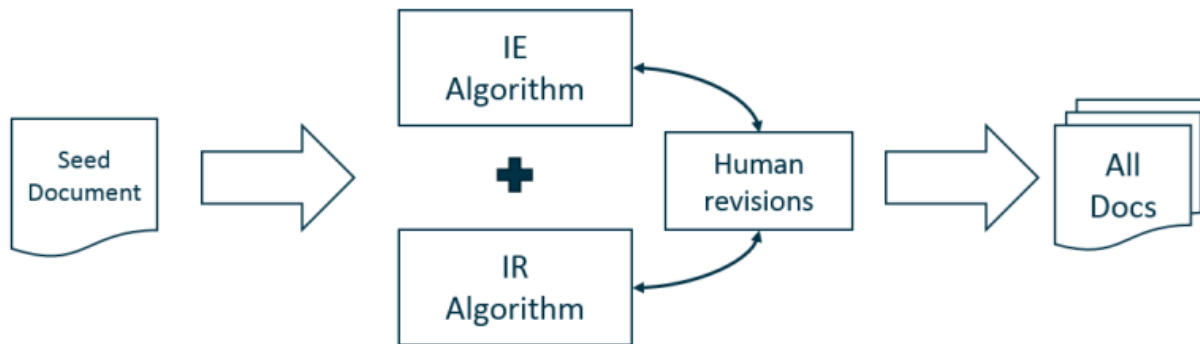 Seed
Document
IE
Algorithm
IR
Algorithm
Human
revisions
All
Docs